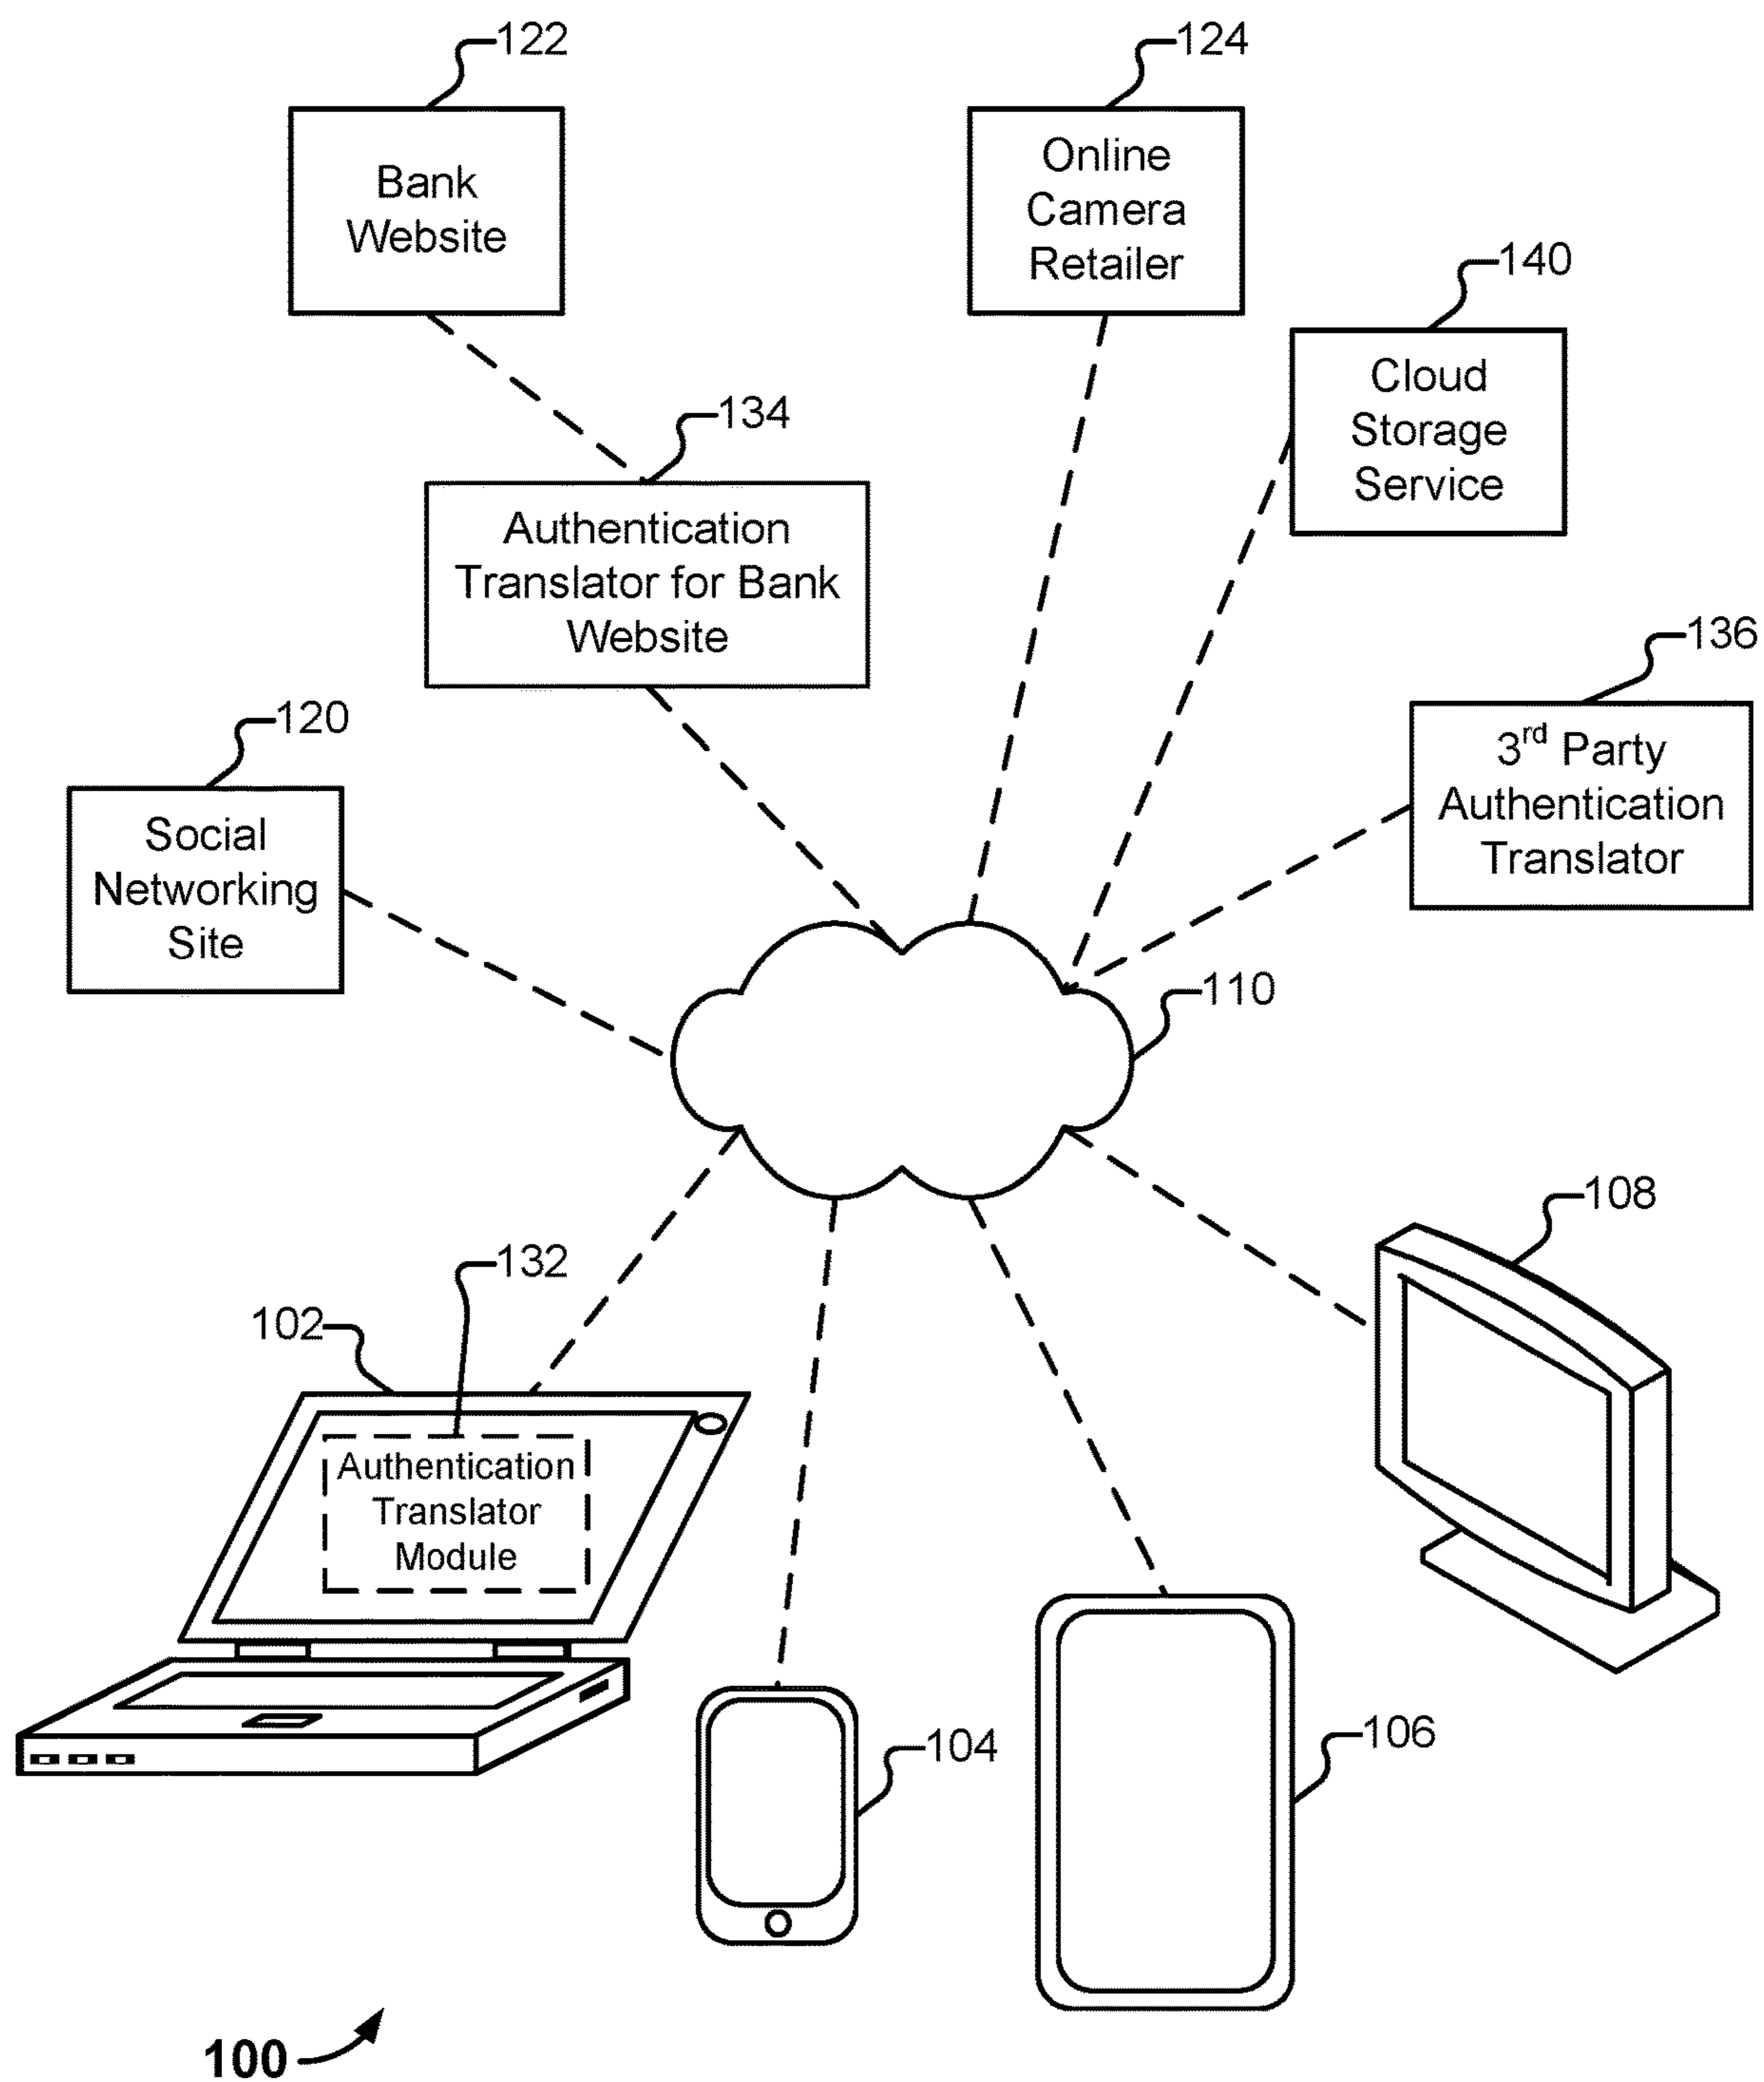 122
Bank
Website
124
Online
Camera
Retailer
140
Cloud
Storage
Service
134
Authentication
Translator for Bank
Website
136
3rd Party
Authentication
Translator
120
Social
Networking
Site
110
108
132
102
Authentication
Translator
Module
104
106
100